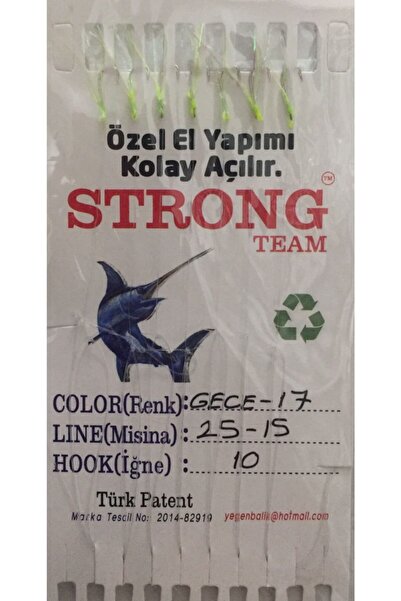 Özel El Yapımı
Kolay Açılır.
STRONG TM
TEAM
COLOR(Renk): GECE-17
LINE(Misina): 25-15
HOOK(İğne): 10
Türk Patent
Marka Tescil No: 2014-82919 yegenbalik@hotmail.com